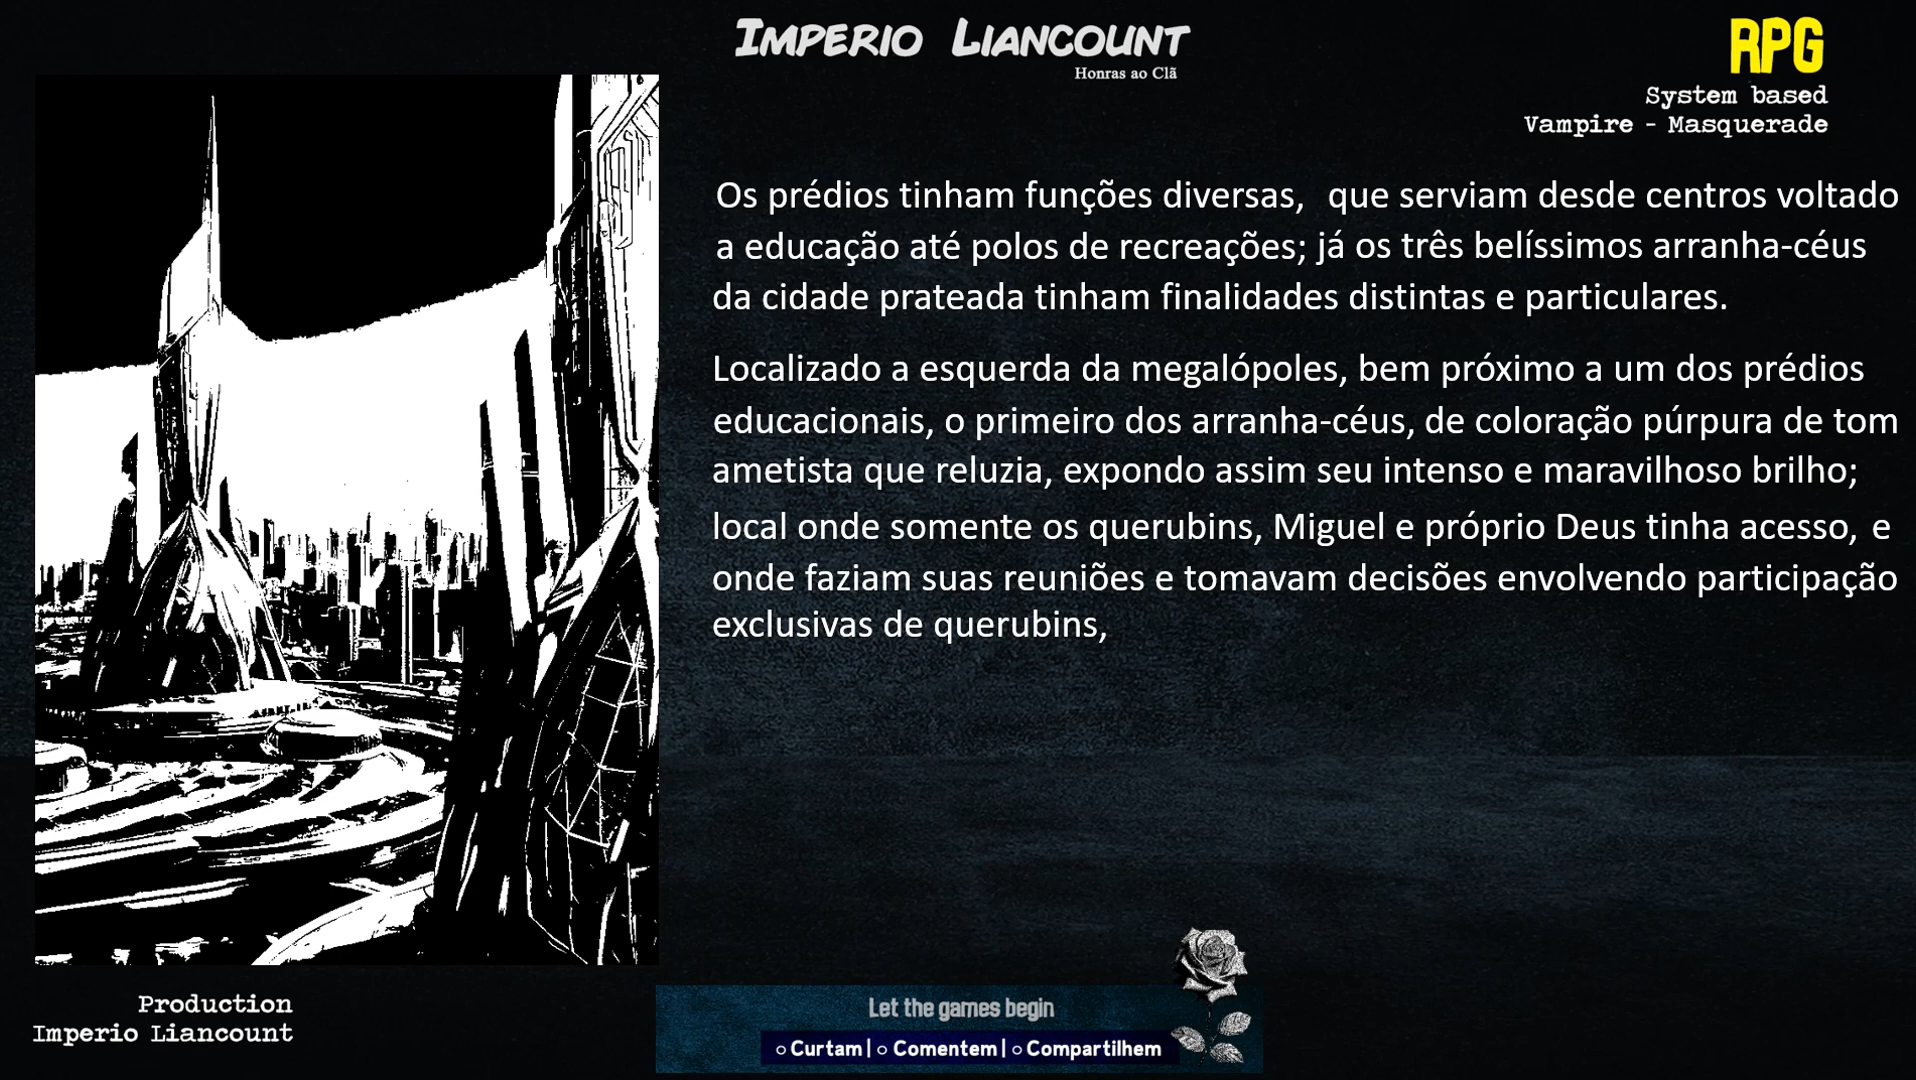 Imperio Liancount
Honras ao Clã
RPG
System based
Vampire - Masquerade
Os prédios tinham funções diversas, que serviam desde centros voltado
a educação até polos de recreações; já os três belíssimos arranha-céus
da cidade prateada tinham finalidades distintas e particulares.
Localizado a esquerda da megalópoles, bem próximo a um dos prédios
educacionais, o primeiro dos arranha-céus, de coloração púrpura de tom
ametista que reluzia, expondo assim seu intenso e maravilhoso brilho;
local onde somente os querubins, Miguel e próprio Deus tinha acesso, e
onde faziam suas reuniões e tomavam decisões envolvendo participação
exclusivas de querubins,
Production
Imperio Liancount
Let the games begin
○ Curtam | ○ Comentem | ○ Compartilhem